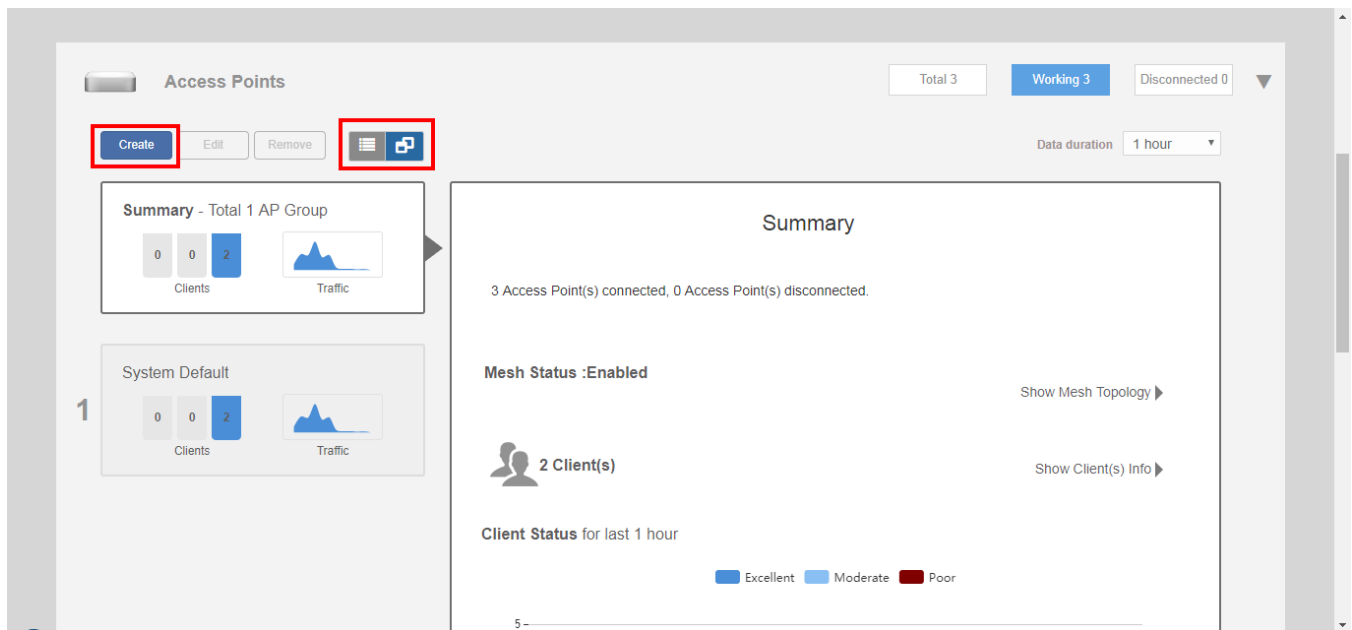 Access Points
Total 3
Working 3
Disconnected 0
Create
Edit
Remove
Data duration
1 hour
Summary - Total 1 AP Group
0 0 2
Clients
Traffic
1
System Default
0 0 2
Clients
Traffic
Summary
3 Access Point(s) connected, 0 Access Point(s) disconnected.
Mesh Status :Enabled
Show Mesh Topology
2 Client(s)
Show Client(s) Info
Client Status for last 1 hour
Excellent
Moderate
Poor
5